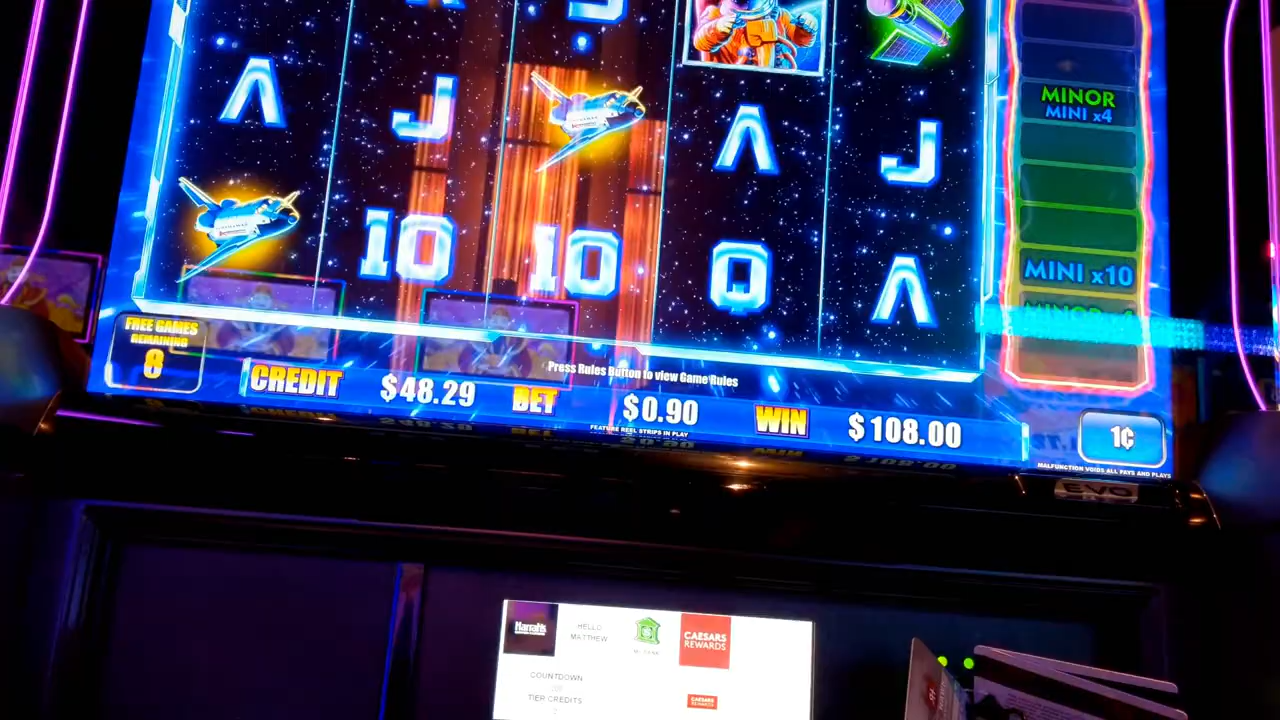 A
J
A
J
MINOR
MINI x4
10
10
Q
A
MINI x10
FREE GAMES
REMAINING
8
Press Rules Button to view Game Rules
CREDIT $48.29 BET $0.90 WIN $108.00
FEATURE REEL STRIPS IN PLAY
1¢
MALFUNCTION VOIDS ALL PAYS AND PLAYS
EVO
Harrah's
HELLO
MATTHEW
CAESARS
REWARDS
COUNTDOWN
TIER CREDITS
CAESARS
REWARDS